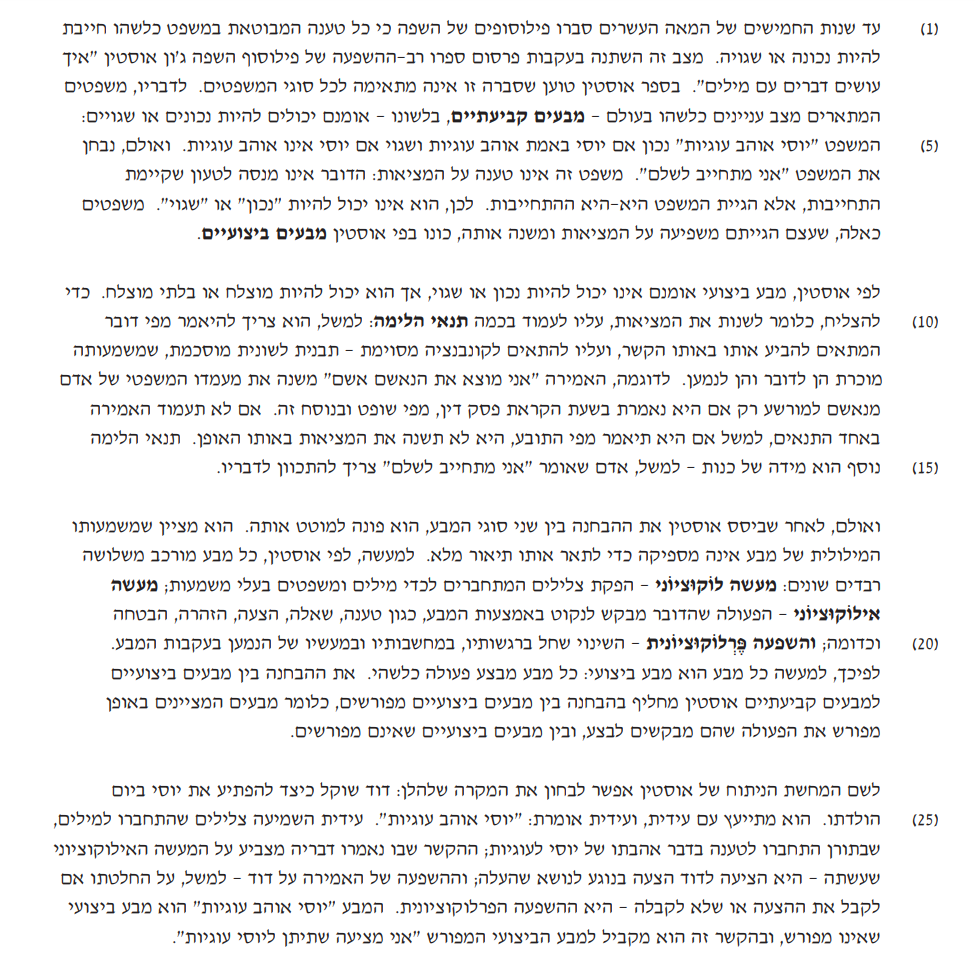 (1) עד שנות החמישים של המאה העשרים סברו פילוסופים של השפה כי כל טענה המבוטאת במשפט כלשהו חייבת
להיות נכונה או שגויה. מצב זה השתנה בעקבות פרסום ספרו רב-ההשפעה של פילוסוף השפה ג'ון אוסטין "איך
עושים דברים עם מילים". בספר אוסטין טוען שסברה זו אינה מתאימה לכל סוגי המשפטים. לדבריו, משפטים
המתארים מצב עניינים כלשהו בעולם – מבעים קביעתיים, בלשונו – אומנם יכולים להיות נכונים או שגויים:
(5) המשפט "יוסי אוהב עוגיות" נכון אם יוסי באמת אוהב עוגיות ושגוי אם יוסי אינו אוהב עוגיות. ואולם, נבחן
את המשפט "אני מתחייב לשלם". משפט זה אינו טענה על המציאות: הדובר אינו מנסה לטעון שקיימת
התחייבות, אלא הגיית המשפט היא-היא ההתחייבות. לכן, הוא אינו יכול להיות "נכון" או "שגוי". משפטים
כאלה, שעצם הגייתם משפיעה על המציאות ומשנה אותה, כונו בפי אוסטין מבעים ביצועיים.
לפי אוסטין, מבע ביצועי אומנם אינו יכול להיות נכון או שגוי, אך הוא יכול להיות מוצלח או בלתי מוצלח. כדי
(10) להצליח, כלומר לשנות את המציאות, עליו לעמוד בכמה תנאי הלימה: למשל, הוא צריך להיאמר מפי דובר
המתאים להביע אותו באותו הקשר, ועליו להתאים לקונבנציה מסוימת – תבנית לשונית מוסכמת, שמשמעותה
מוכרת הן לדובר והן לנמען. לדוגמה, האמירה "אני מוצא את הנאשם אשם" משנה את מעמדו המשפטי של אדם
מנאשם למורשע רק אם היא נאמרת בשעת הקראת פסק דין, מפי שופט ובנוסח זה. אם לא תעמוד האמירה
באחד התנאים, למשל אם היא תיאמר מפי התובע, היא לא תשנה את המציאות באותו האופן. תנאי הלימה
(15) נוסף הוא מידה של כנות – למשל, אדם שאומר "אני מתחייב לשלם" צריך להתכוון לדבריו.
ואולם, לאחר שביסס אוסטין את ההבחנה בין שני סוגי המבע, הוא פונה למוטט אותה. הוא מציין שמשמעותו
המילולית של מבע אינה מספיקה כדי לתאר אותו תיאור מלא. למעשה, לפי אוסטין, כל מבע מורכב משלושה
רבדים שונים: מעשה לוֹקוּציוֹני – הפקת צלילים המתחברים לכדי מילים ומשפטים בעלי משמעות; מעשה
אילוֹקוּציוֹני – הפעולה שהדובר מבקש לנקוט באמצעות המבע, כגון טענה, שאלה, הצעה, הזהרה, הבטחה
(20) וכדומה; והשפעה פֶּרְלוֹקוּציוֹנית – השינוי שחל ברגשותיו, במחשבותיו ובמעשיו של הנמען בעקבות המבע.
לפיכך, למעשה כל מבע הוא מבע ביצועי: כל מבע מבצע פעולה כלשהי. את ההבחנה בין מבעים ביצועיים
למבעים קביעתיים אוסטין מחליף בהבחנה בין מבעים ביצועיים מפורשים, כלומר מבעים המציינים באופן
מפורש את הפעולה שהם מבקשים לבצע, ובין מבעים ביצועיים שאינם מפורשים.
לשם המחשת הניתוח של אוסטין אפשר לבחון את המקרה שלהלן: דוד שוקל כיצד להפתיע את יוסי ביום
(25) הולדתו. הוא מתייעץ עם עידית, ועידית אומרת: "יוסי אוהב עוגיות". עידית השמיעה צלילים שהתחברו למילים,
שבתורן התחברו לטענה בדבר אהבתו של יוסי לעוגיות; ההקשר שבו נאמרו דבריה מצביע על המעשה האילוקוציוני
שעשתה – היא הציעה לדוד הצעה בנוגע לנושא שהעלה; וההשפעה של האמירה על דוד – למשל, על החלטתו אם
לקבל את ההצעה או שלא לקבלה – היא ההשפעה הפרלוקוציונית. המבע "יוסי אוהב עוגיות" הוא מבע ביצועי
שאינו מפורש, ובהקשר זה הוא מקביל למבע הביצועי המפורש "אני מציעה שתיתן ליוסי עוגיות".